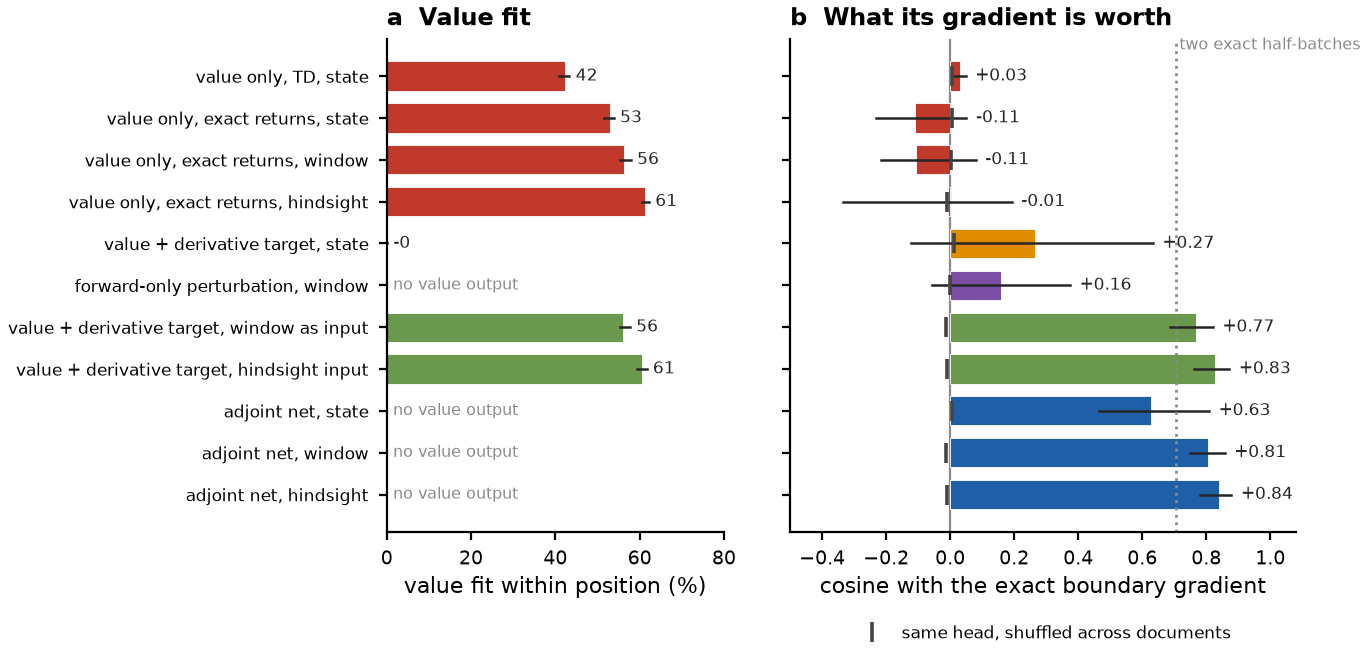 a Value fit
b What its gradient is worth
two exact half-batches
value only, TD, state
42
+0.03
value only, exact returns, state
53
-0.11
value only, exact returns, window
56
-0.11
value only, exact returns, hindsight
61
-0.01
value + derivative target, state
-0
+0.27
forward-only perturbation, window
no value output
+0.16
value + derivative target, window as input
56
+0.77
value + derivative target, hindsight input
61
+0.83
adjoint net, state
no value output
+0.63
adjoint net, window
no value output
+0.81
adjoint net, hindsight
no value output
+0.84
0 20 40 60 80
−0.4 −0.2 0.0 0.2 0.4 0.6 0.8 1.0
value fit within position (%)
cosine with the exact boundary gradient
same head, shuffled across documents